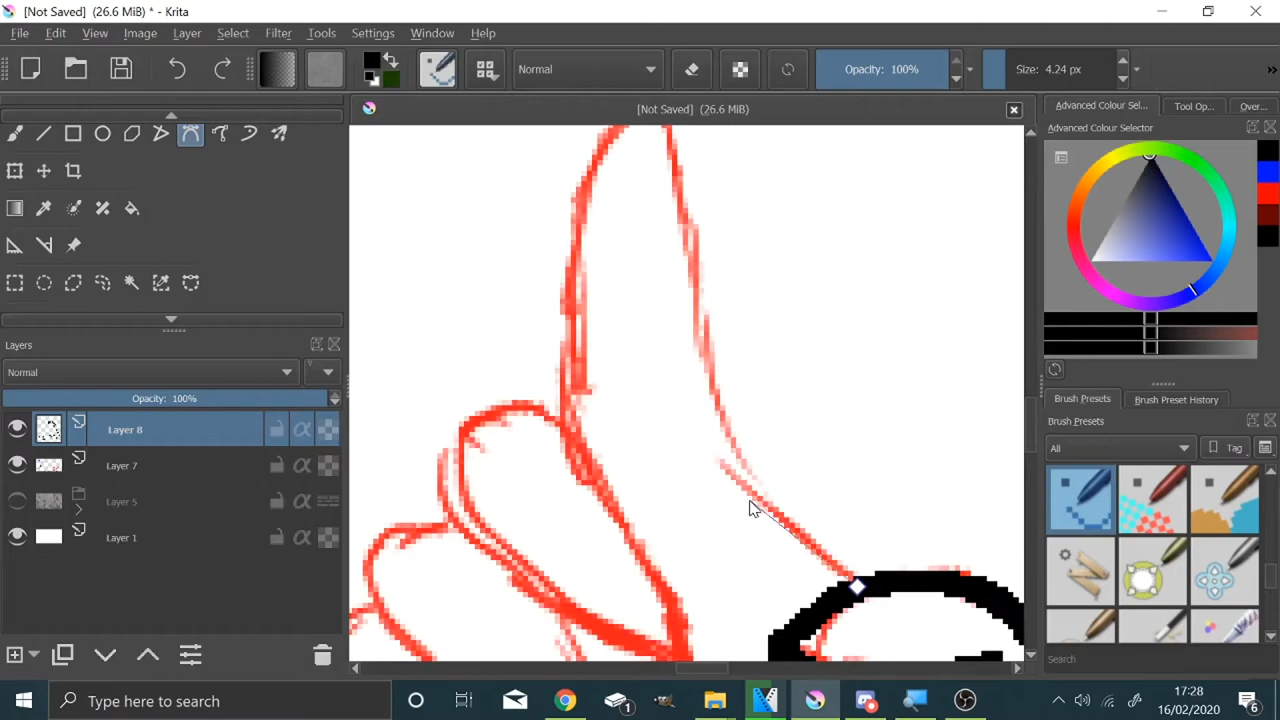 [Not Saved] (26.6 MiB) * - Krita
File Edit View Image Layer Select Filter Tools Settings Window Help
Normal
Opacity: 100%
Size: 4.24 px
[Not Saved] (26.6 MiB)
Advanced Colour Sel...
Tool Op...
Over...
Advanced Colour Selector
Layers
Normal
Opacity: 100%
Layer 8
Layer 7
Layer 5
Layer 1
Brush Presets
Brush Preset History
Brush Presets
All
Tag
Search
Type here to search
1
17:28
16/02/2020
6